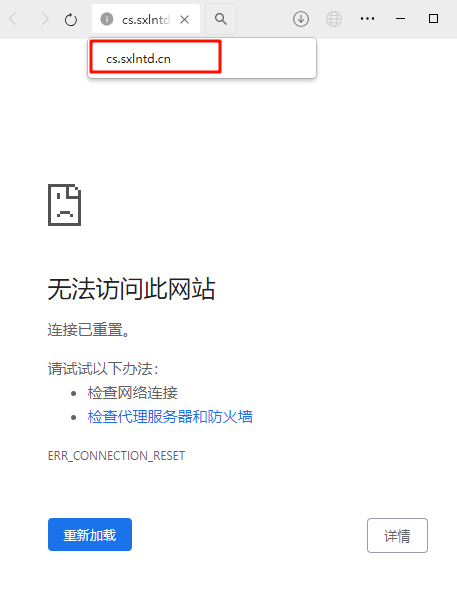 cs.sxlntd
cs.sxlntd.cn
无法访问此网站
连接已重置。
请试试以下办法：
检查网络连接
检查代理服务器和防火墙
ERR_CONNECTION_RESET
重新加载
详情